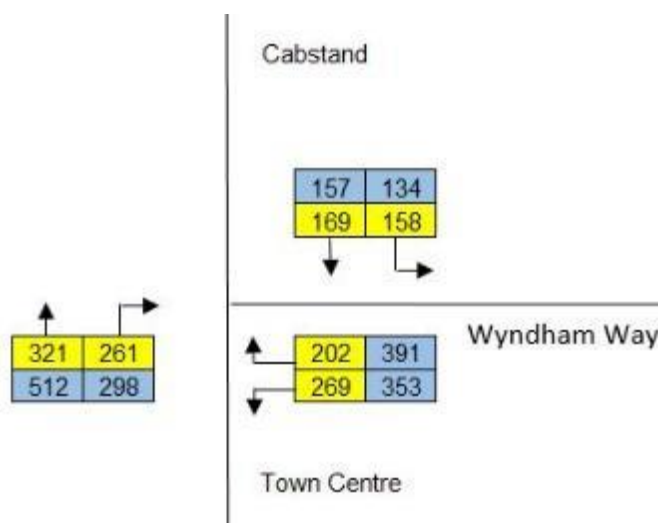 Cabstand
157 134
169 158
Wyndham Way
321 261
512 298
202 391
269 353
Town Centre